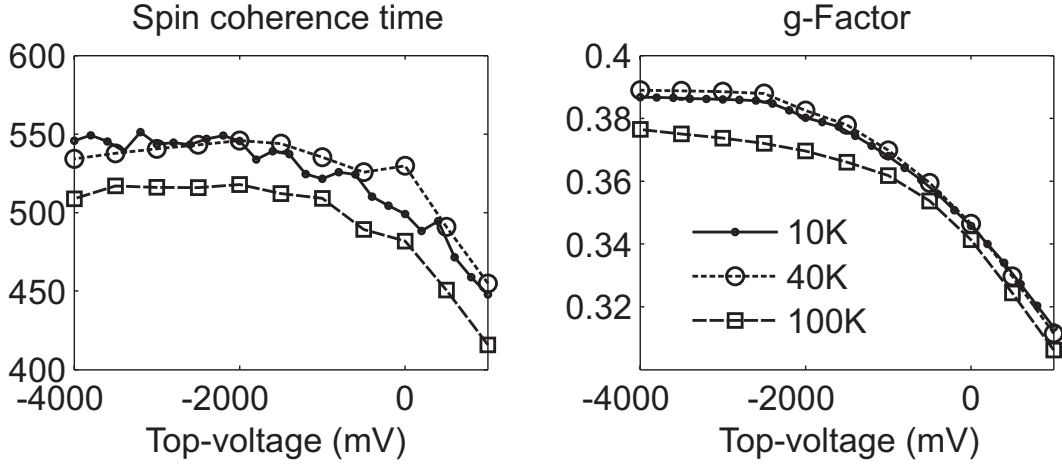 Spin coherence time
600
550
500
450
400
-4000
-2000
0
Top-voltage (mV)
g-Factor
0.4
0.38
0.36
0.34
0.32
10K
40K
100K
-4000
-2000
0
Top-voltage (mV)